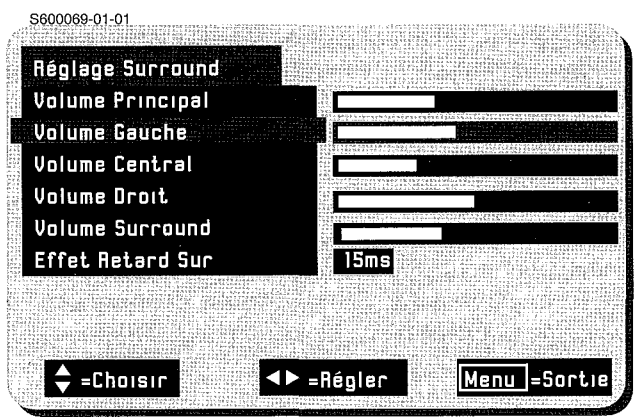 S600069-01-01
Réglage Surround
Volume Principal
Volume Gauche
Volume Central
Volume Droit
Volume Surround
Effet Retard Sur 15ms
=Choisir =Régler Menu =Sortie